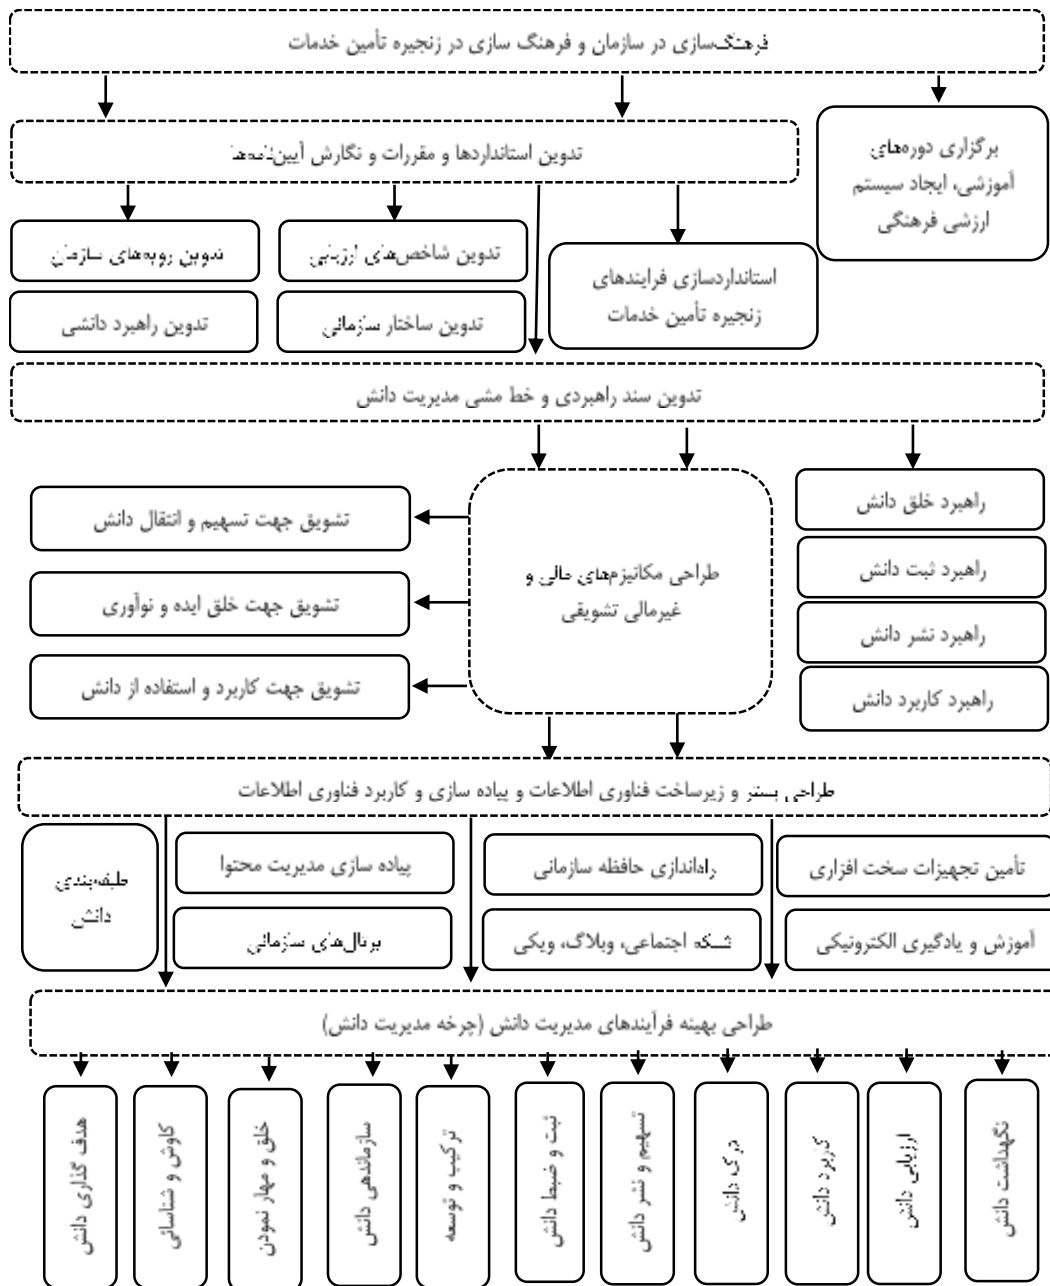 فرهنگ‌سازی در سازمان و فرهنگ سازی در زنجیره تأمین خدمات
برگزاری دوره‌های
آموزشی، ایجاد سیستم
ارزشی فرهنگی
تدوین استانداردها و مقررات و نگارش آیین‌نامه‌ها
استانداردسازی فرایندهای
زنجیره تأمین خدمات
تدوین شاخص‌های ارزیابی
تدوین ساختار سازمانی
تدوین رویه‌های سازمان
تدوین راهبرد دانشی
تدوین سند راهبردی و خط مشی مدیریت دانش
راهبرد خلق دانش
راهبرد ثبت دانش
راهبرد نشر دانش
راهبرد کاربرد دانش
طراحی مکانیزم‌های مالی و
غیرمالی تشویقی
تشویق جهت تسهیم و انتقال دانش
تشویق جهت خلق ایده و نوآوری
تشویق جهت کاربرد و استفاده از دانش
طراحی بستر و زیرساخت فناوری اطلاعات و پیاده سازی و کاربرد فناوری اطلاعات
تأمین تجهیزات سخت افزاری
راه‌اندازی حافظه سازمانی
پیاده سازی مدیریت محتوا
طبقه‌بندی
دانش
آموزش و یادگیری الکترونیکی
شبکه اجتماعی، وبلاگ، ویکی
پرتال‌های سازمانی
طراحی بهینه فرآیندهای مدیریت دانش (چرخه مدیریت دانش)
نگهداشت دانش
ارزیابی دانش
کاربرد دانش
درک دانش
تسهیم و نشر دانش
ثبت و ضبط دانش
ترکیب و توسعه
سازماندهی دانش
خلق و مهار نمودن
کاوش و شناسائی
هدف گذاری دانش